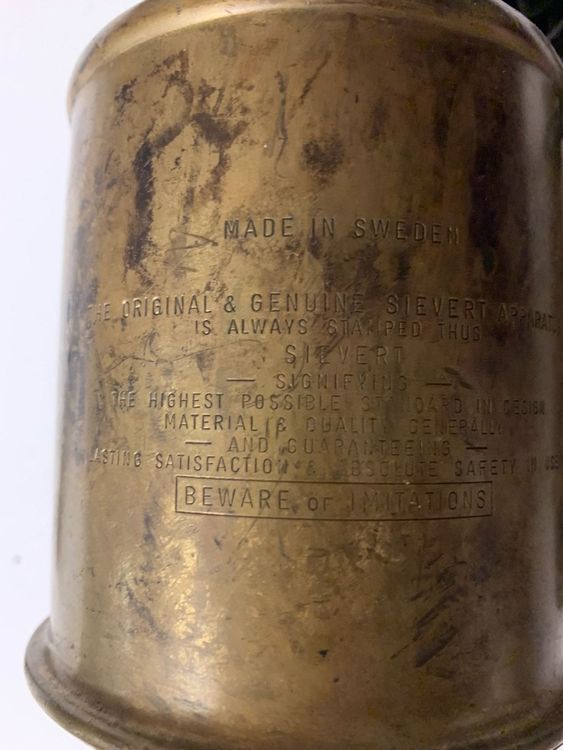 MADE IN SWEDEN
THE ORIGINAL & GENUINE SIEVERT APPARATUS
IS ALWAYS STAMPED THUS
SIEVERT
— SIGNIFYING —
THE HIGHEST POSSIBLE STANDARD IN DESIGN
MATERIAL & QUALITY GENERALLY
— AND GUARANTEEING —
LASTING SATISFACTION & ABSOLUTE SAFETY IN USE
BEWARE OF IMITATIONS